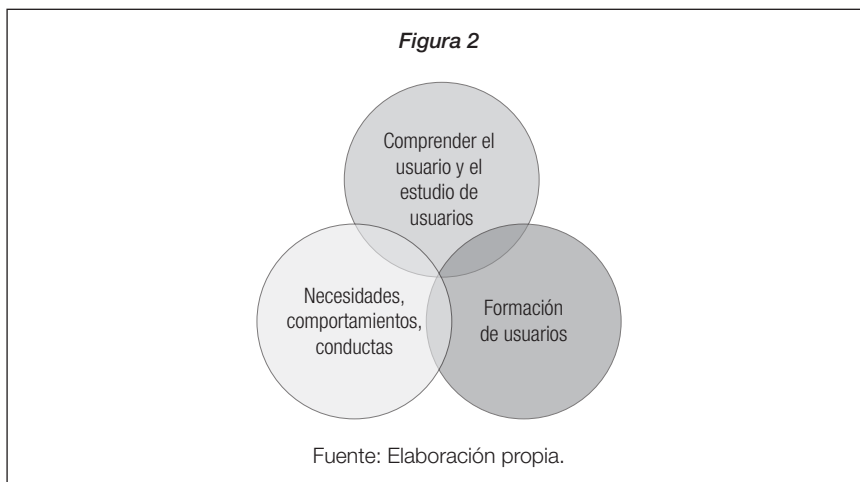 Figura 2
Comprender el
usuario y el
estudio de
usuarios
Necesidades,
comportamientos,
conductas
Formación
de usuarios
Fuente: Elaboración propia.